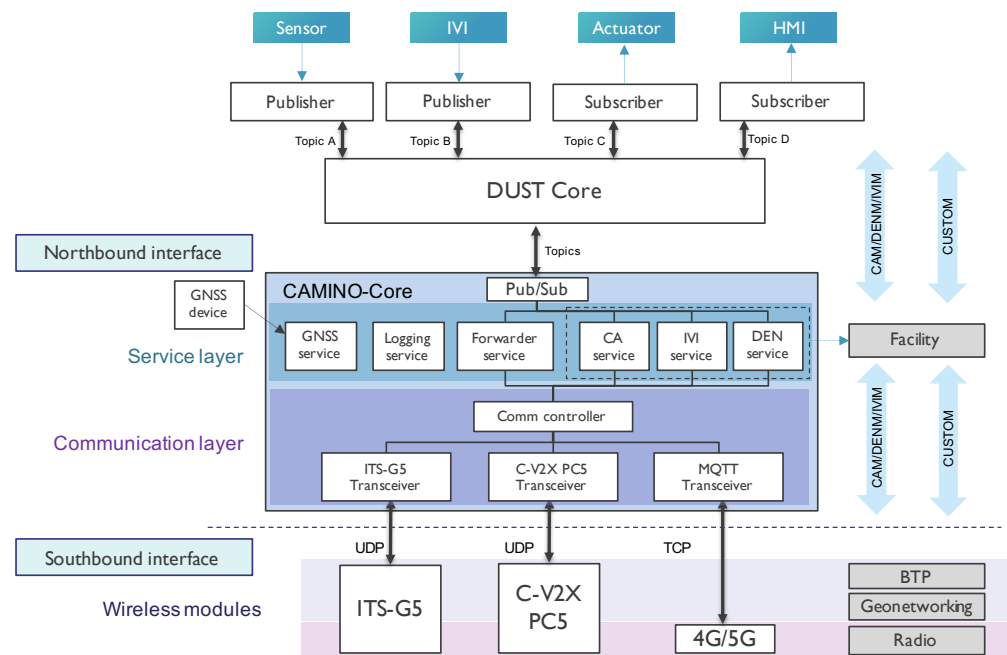 Sensor
IVI
Actuator
HMI
Publisher
Publisher
Subscriber
Subscriber
Topic A
Topic B
Topic C
Topic D
DUST Core
CAM/DENM/IVIM
CUSTOM
Northbound interface
Topics
CAMINO-Core
Pub/Sub
GNSS
device
GNSS
service
Logging
service
Forwarder
service
CA
service
IVI
service
DEN
service
Service layer
Facility
Comm controller
Communication layer
ITS-G5
Transceiver
C-V2X PC5
Transceiver
MQTT
Transceiver
CAM/DENM/IVIM
CUSTOM
Southbound interface
UDP
UDP
TCP
Wireless modules
ITS-G5
C-V2X
PC5
4G/5G
BTP
Geonetworking
Radio